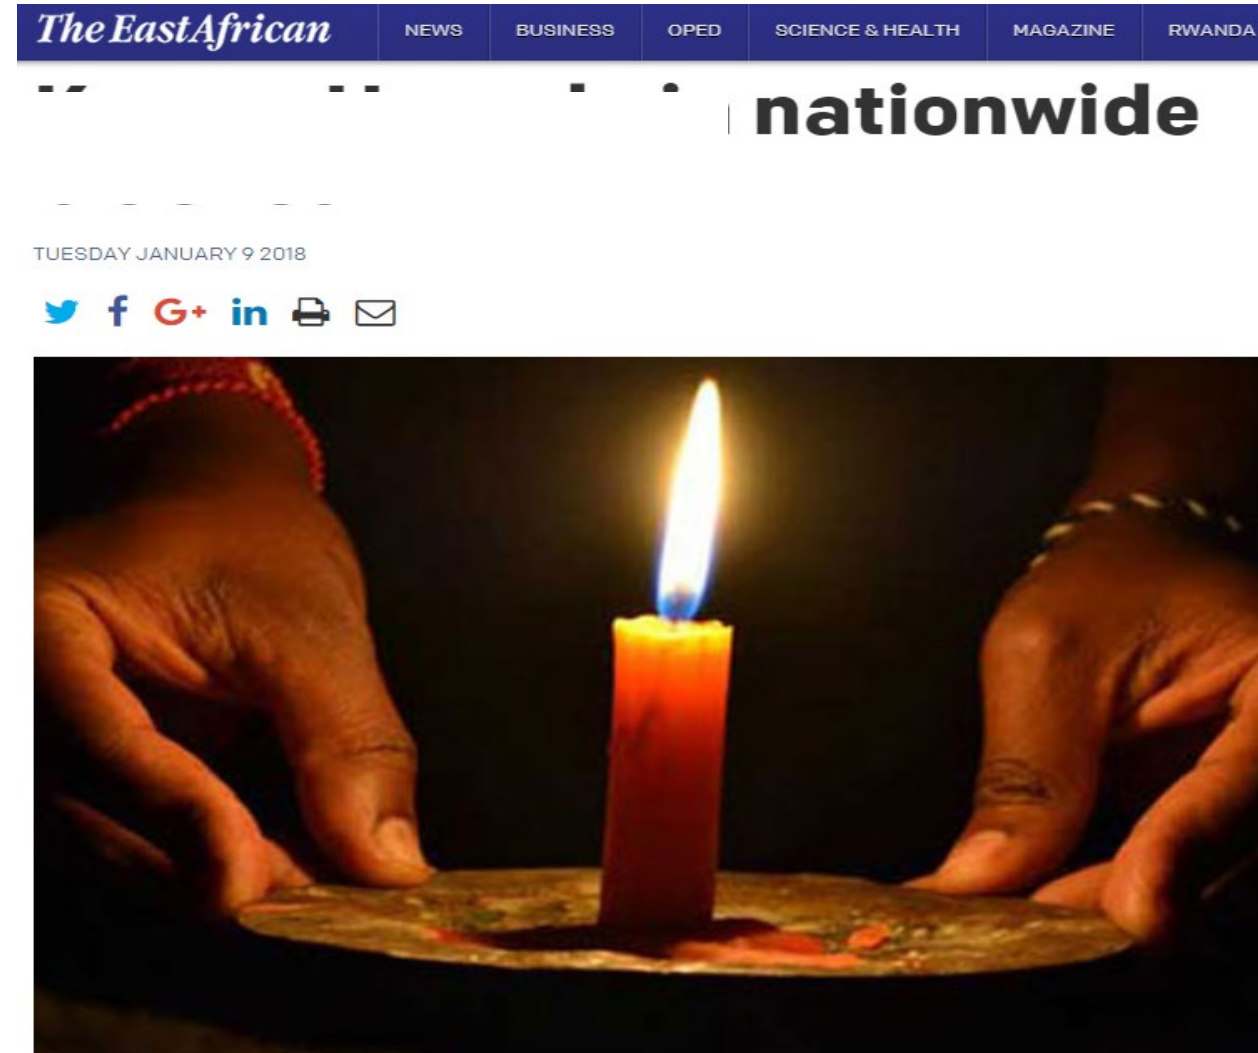 The EastAfrican NEWS BUSINESS OPED SCIENCE & HEALTH MAGAZINE RWANDA
nationwide
TUESDAY JANUARY 9 2018